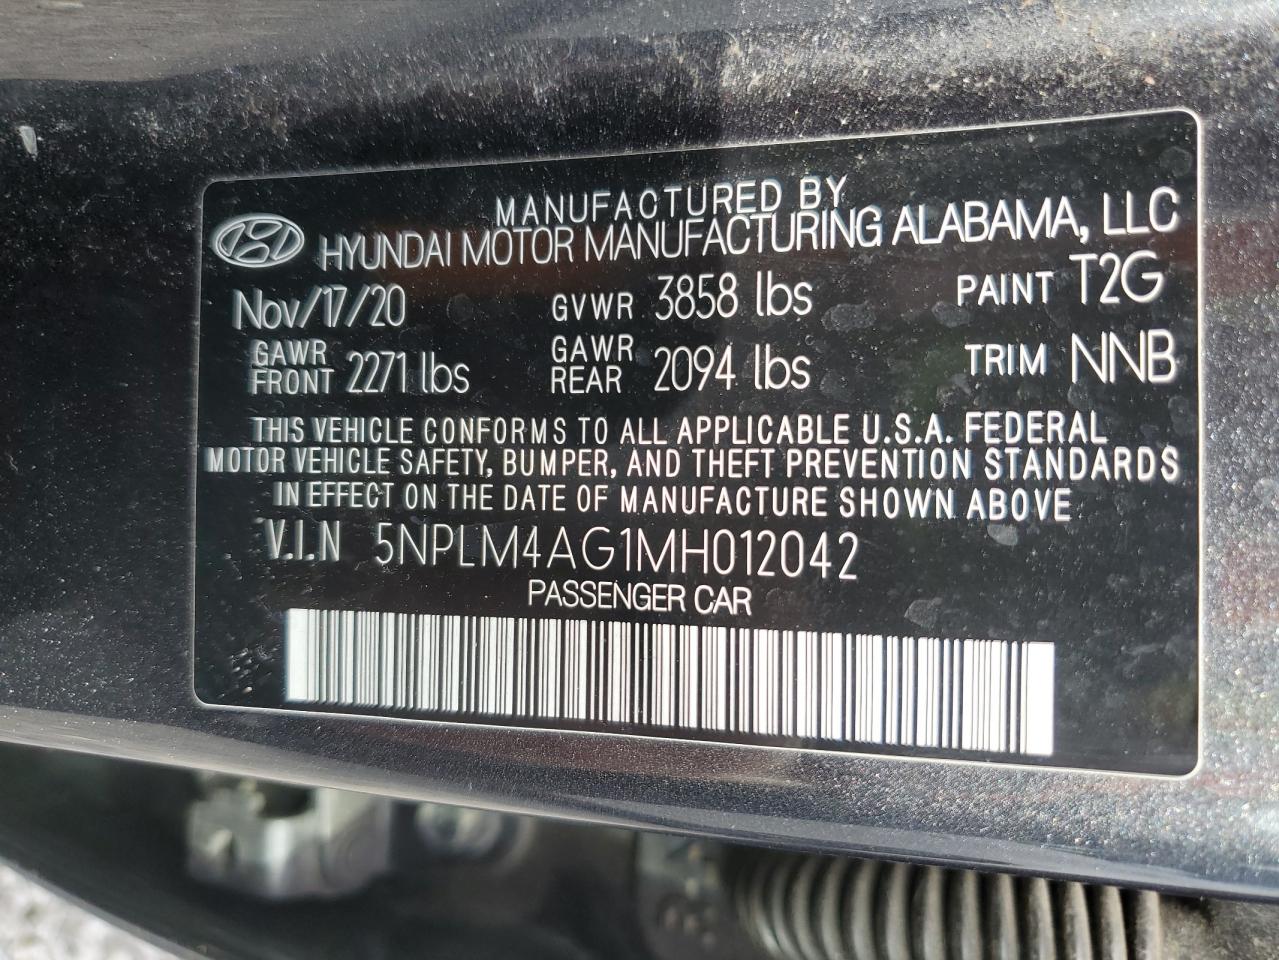 MANUFACTURED BY
HYUNDAI MOTOR MANUFACTURING ALABAMA, LLC
Nov/17/20 GVWR 3858 lbs PAINT T2G
GAWR FRONT 2271 lbs GAWR REAR 2094 lbs TRIM NNB
THIS VEHICLE CONFORMS TO ALL APPLICABLE U.S.A. FEDERAL
MOTOR VEHICLE SAFETY, BUMPER, AND THEFT PREVENTION STANDARDS
IN EFFECT ON THE DATE OF MANUFACTURE SHOWN ABOVE
V.I.N 5NPLM4AG1MH012042
PASSENGER CAR